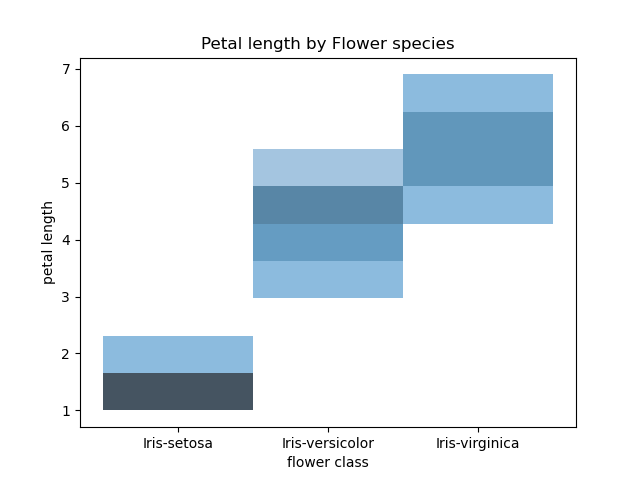 Petal length by Flower species
7
6
5
4
3
2
1
petal length
Iris-setosa Iris-versicolor Iris-virginica
flower class